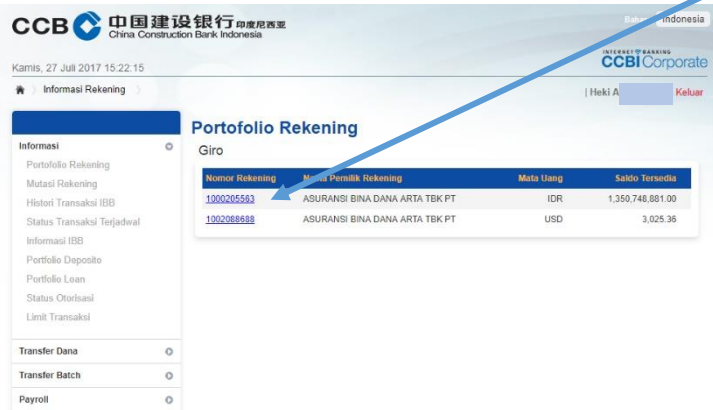 CCB 中国建设银行 印度尼西亚
China Construction Bank Indonesia
Indonesia
INTERNET BANKING
CCBI Corporate
Kamis, 27 Juli 2017 15:22:15
Informasi Rekening
| Heki A Keluar
Portofolio Rekening
Giro
Informasi
Portofolio Rekening
Mutasi Rekening
Histori Transaksi IBB
Status Transaksi Terjadwal
Informasi IBB
Portfolio Deposito
Portfolio Loan
Status Otorisasi
Limit Transaksi
Transfer Dana
Transfer Batch
Payroll
Nomor Rekening Nama Pemilik Rekening Mata Uang Saldo Tersedia
1000205563 ASURANSI BINA DANA ARTA TBK PT IDR 1,350,748,881.00
1002088688 ASURANSI BINA DANA ARTA TBK PT USD 3,025.36